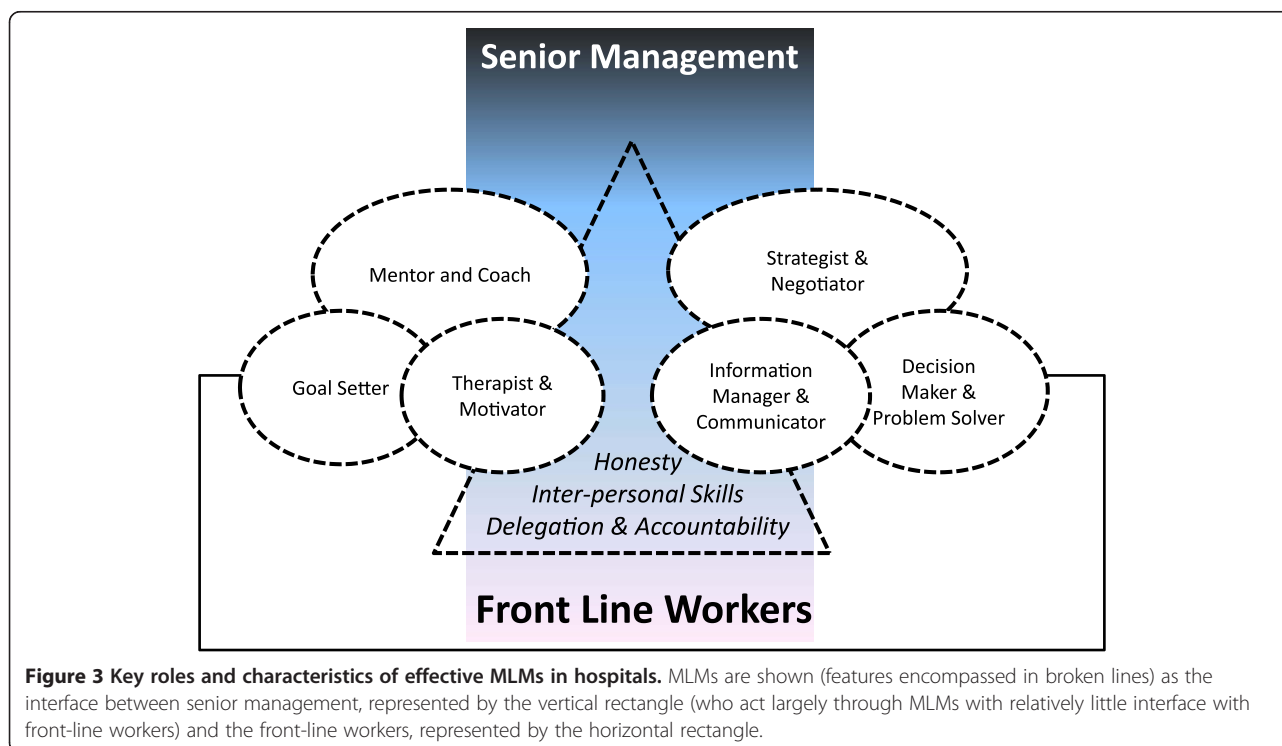 Senior Management
Mentor and Coach
Strategist &
Negotiator
Goal Setter
Therapist &
Motivator
Information
Manager &
Communicator
Decision
Maker &
Problem Solver
Honesty
Inter-personal Skills
Delegation & Accountability
Front Line Workers
Figure 3 Key roles and characteristics of effective MLMs in hospitals. MLMs are shown (features encompassed in broken lines) as the
interface between senior management, represented by the vertical rectangle (who act largely through MLMs with relatively little interface with
front-line workers) and the front-line workers, represented by the horizontal rectangle.